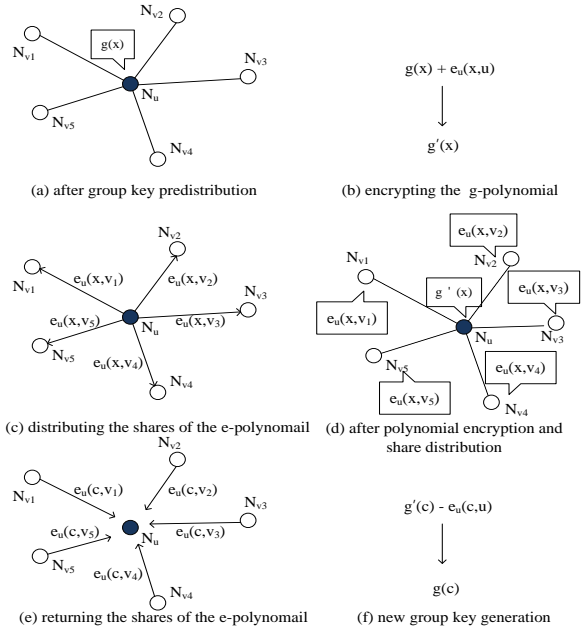 N_v2
g(x)
N_v1
N_v3
N_u
N_v5
N_v4
(a) after group key predistribution
g(x) + e_u(x,u)
g'(x)
(b) encrypting the g-polynomial
N_v2
N_v1
e_u(x,v_1)
e_u(x,v_2)
N_v3
e_u(x,v_5)
N_u
e_u(x,v_3)
N_v5
e_u(x,v_4)
N_v4
(c) distributing the shares of the e-polynomail
e_u(x,v_2)
N_v1
N_v2
e_u(x,v_3)
g ' (x)
e_u(x,v_1)
N_u
N_v3
N_v5
e_u(x,v_4)
e_u(x,v_5)
N_v4
(d) after polynomial encryption and
share distribution
N_v2
N_v1
e_u(c,v_1)
e_u(c,v_2)
N_v3
e_u(c,v_5)
N_u
e_u(c,v_3)
N_v5
e_u(c,v_4)
N_v4
(e) returning the shares of the e-polynomail
g'(c) - e_u(c,u)
g(c)
(f) new group key generation